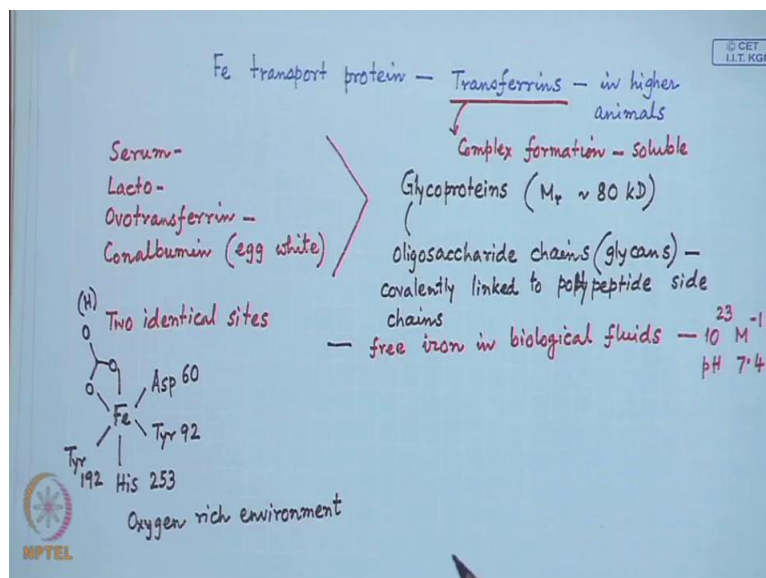 © CET
I.I.T. KGP
Fe transport protein – Transferrins – in higher
animals
Complex formation – soluble
Serum-
Lacto-
Ovotransferrin-
Conalbumin (egg white)
Glycoproteins (Mr ~ 80 kD)
Oligosaccharide chains (glycans) –
covalently linked to polypeptide side
chains
Two identical sites
– free iron in biological fluids – 10^23 M^-1
pH 7.4
(H)
O
O
O
Fe
Asp 60
Tyr 92
Tyr
192
His 253
Oxygen rich environment
NPTEL